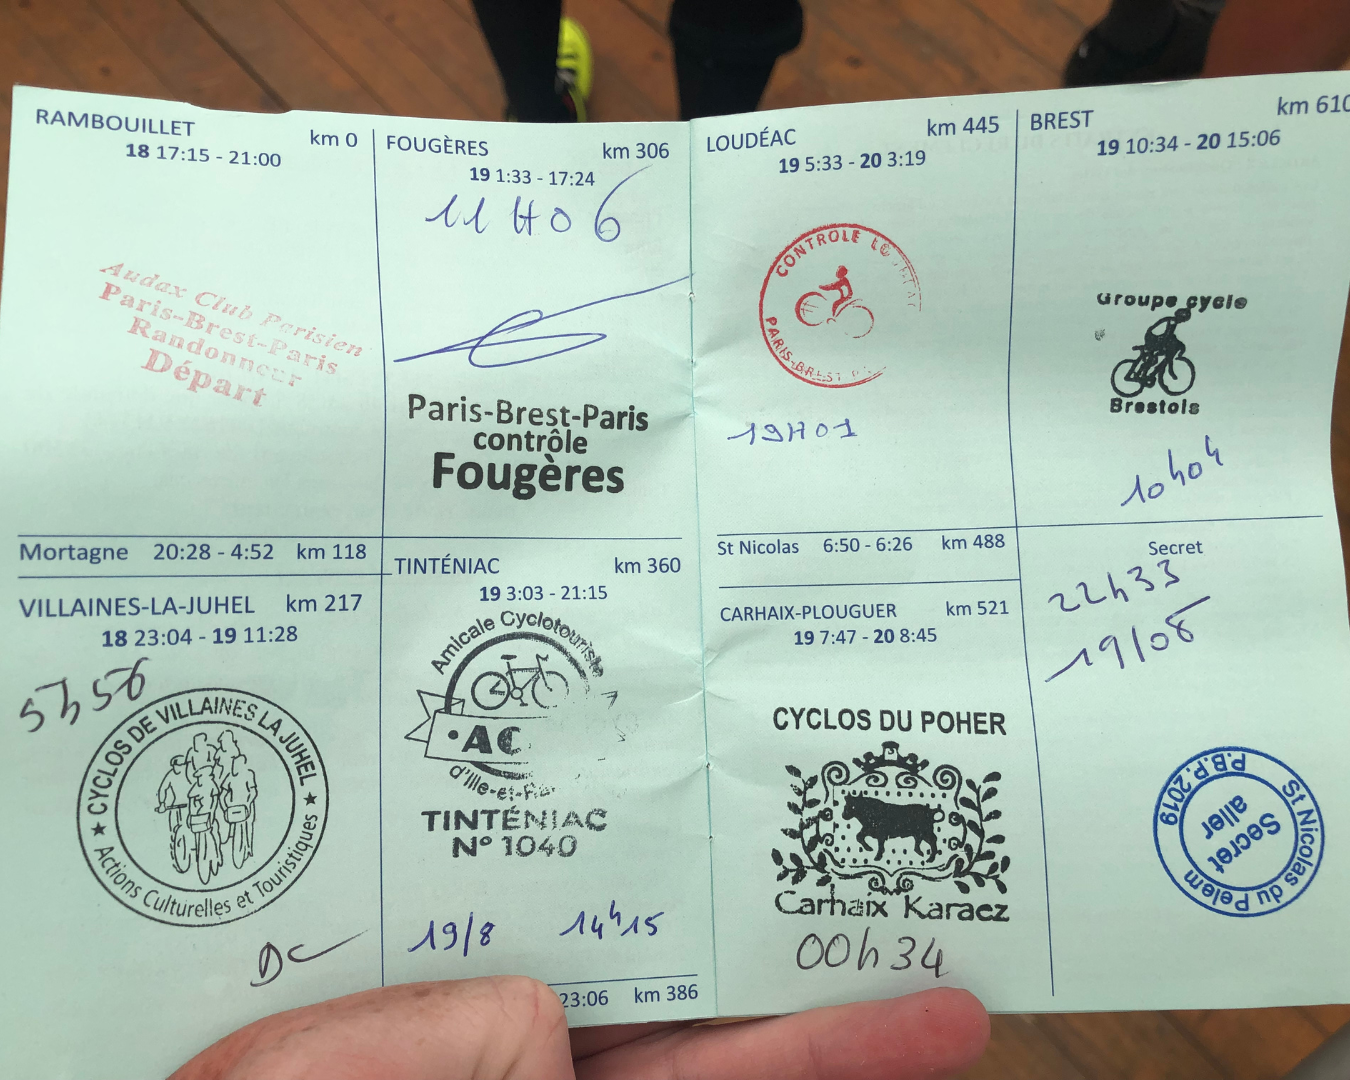 RAMBOUILLET km 0
18 17:15 - 21:00
Audax Club Parisien
Paris-Brest-Paris
Randonneur
Départ
Mortagne 20:28 - 4:52 km 118
VILLAINES-LA-JUHEL km 217
18 23:04 - 19 11:28
5h56
CYCLOS DE VILLAINES LA JUHEL
★ Actions Culturelles et Touristiques ★
DC
FOUGÈRES km 306
19 1:33 - 17:24
11H06
Paris-Brest-Paris
contrôle
Fougères
TINTÉNIAC km 360
19 3:03 - 21:15
Amicale Cyclotouriste
AC
d'Ille-et-
TINTÉNIAC
N° 1040
19/8 14h15
23:06 km 386
LOUDÉAC km 445
19 5:33 - 20 3:19
CONTROLE
PARIS-BREST
19H01
St Nicolas 6:50 - 6:26 km 488
CARHAIX-PLOUGUER km 521
19 7:47 - 20 8:45
CYCLOS DU POHER
Carhaix Karaez
00h34
BREST km 610
19 10:34 - 20 15:06
Groupe cycle
Brestois
10h04
Secret
22h33
19/08
P.B.P. 2019
St Nicolas du Pelem
Secret
aller